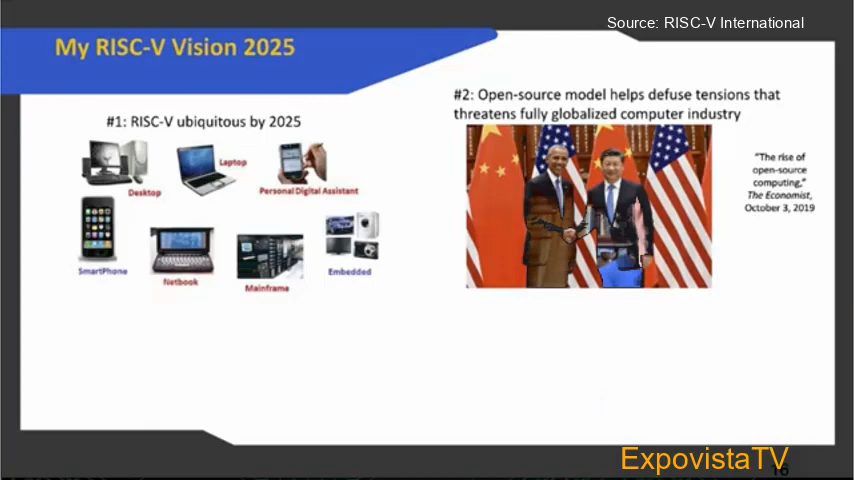 Source: RISC-V International
My RISC-V Vision 2025
#1: RISC-V ubiquitous by 2025
Desktop
Laptop
Personal Digital Assistant
SmartPhone
Netbook
Mainframe
Embedded
#2: Open-source model helps defuse tensions that
threatens fully globalized computer industry
"The rise of
open-source
computing,"
The Economist,
October 3, 2019
ExpovistaTV
16